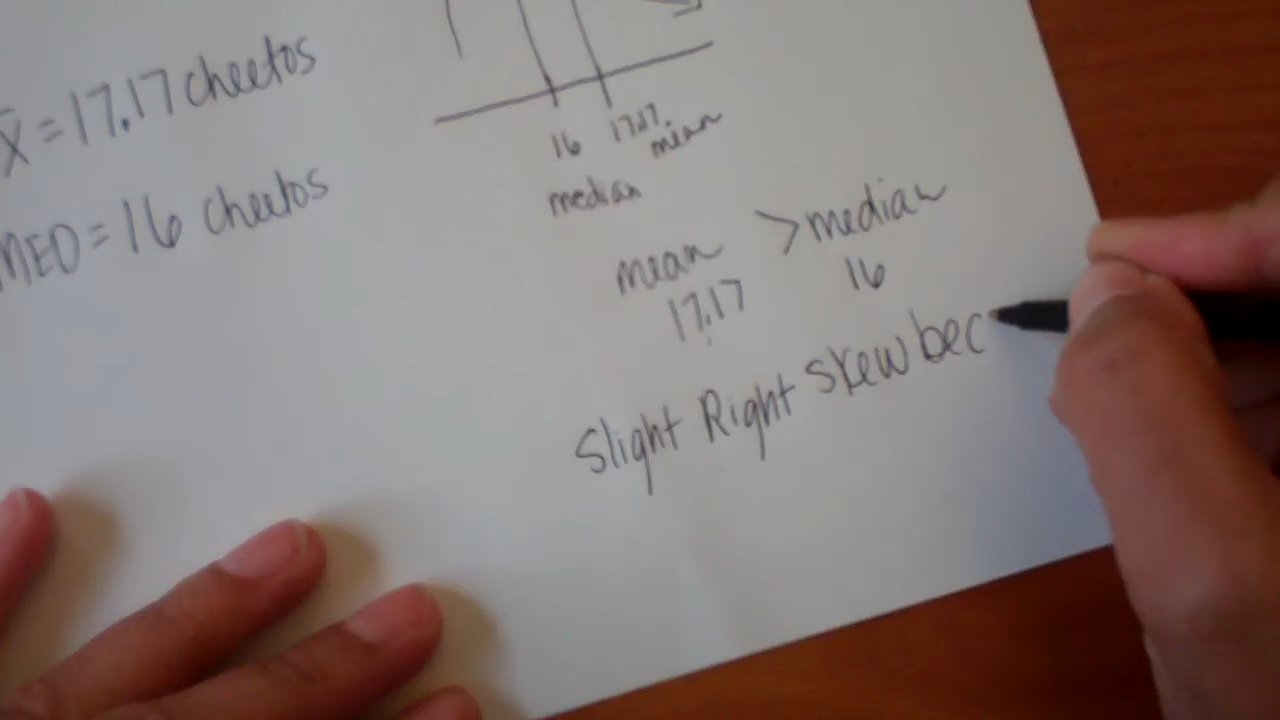 x̄ = 17.17 cheetos
MED = 16 cheetos
16 17.17
median mean
mean > median
17.17 16
Slight Right Skew bec